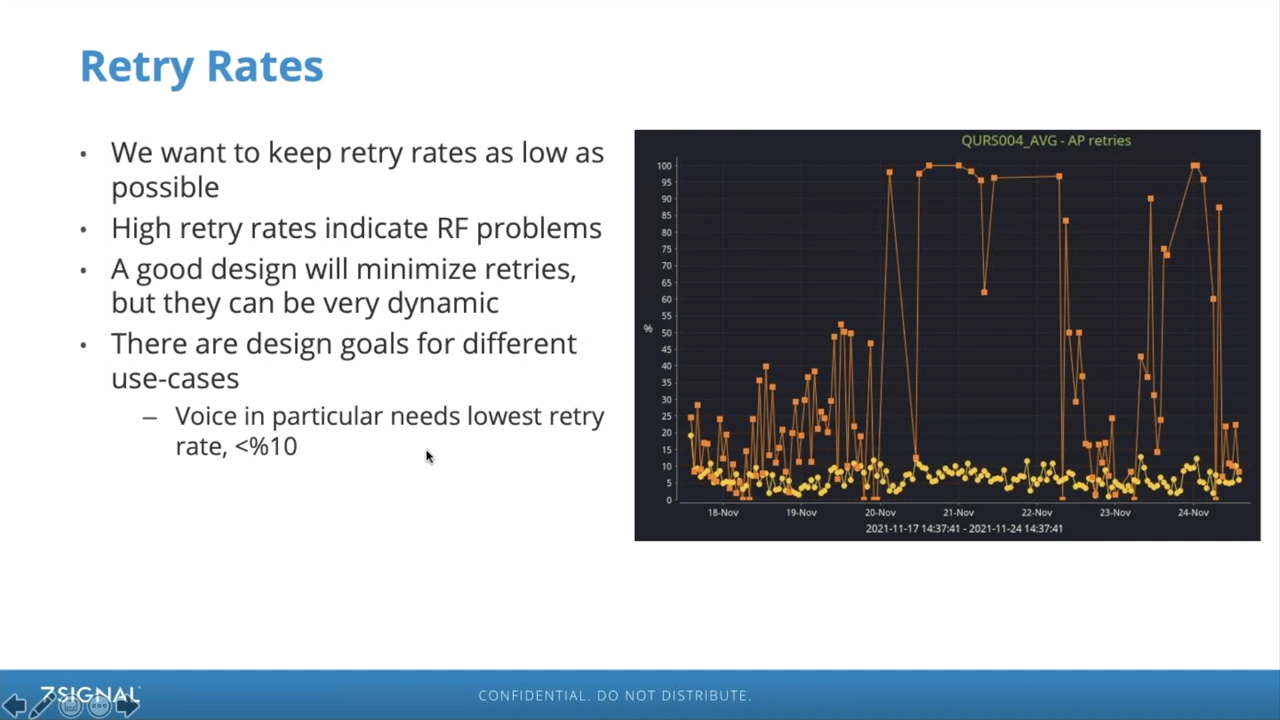 Retry Rates
• We want to keep retry rates as low as
possible
• High retry rates indicate RF problems
• A good design will minimize retries,
but they can be very dynamic
• There are design goals for different
use-cases
– Voice in particular needs lowest retry
rate, <%10
QURS004_AVG - AP retries
100
95
90
85
80
75
70
65
60
55
50
45
40
35
30
25
20
15
10
5
0
%
18-Nov 19-Nov 20-Nov 21-Nov 22-Nov 23-Nov 24-Nov
2021-11-17 14:37:41 - 2021-11-24 14:37:41
7SIGNAL
CONFIDENTIAL. DO NOT DISTRIBUTE.